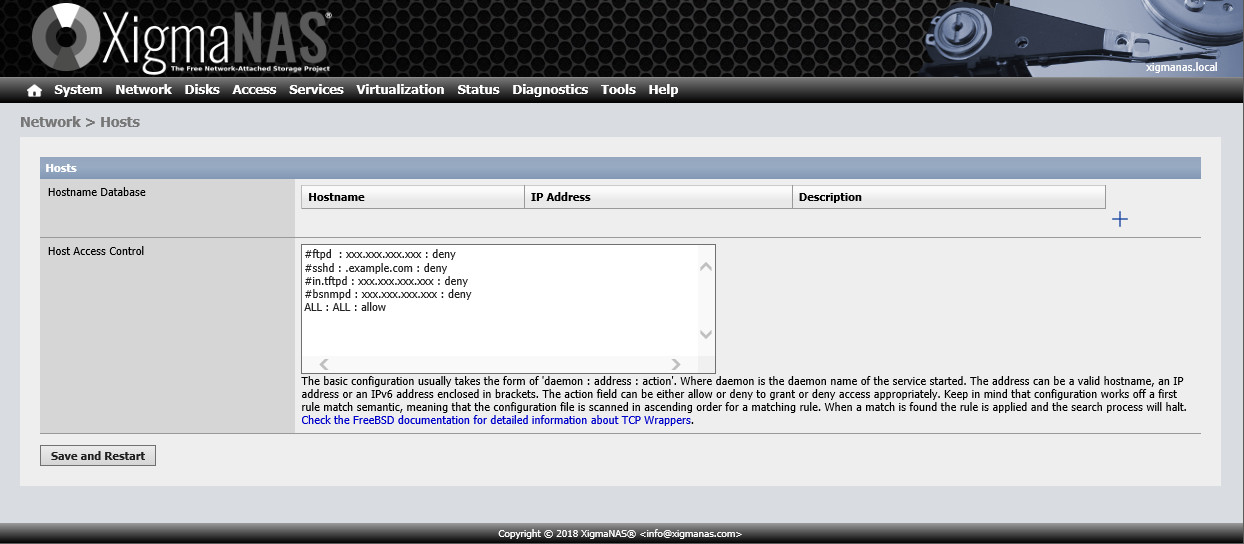 XigmaNAS®
The Free Network-Attached Storage Project
xigmanas.local
System Network Disks Access Services Virtualization Status Diagnostics Tools Help
Network > Hosts
Hosts
Hostname Database
Hostname IP Address Description
Host Access Control
#ftpd : xxx.xxx.xxx.xxx : deny
#sshd : .example.com : deny
#in.tftpd : xxx.xxx.xxx.xxx : deny
#bsnmpd : xxx.xxx.xxx.xxx : deny
ALL : ALL : allow
The basic configuration usually takes the form of 'daemon : address : action'. Where daemon is the daemon name of the service started. The address can be a valid hostname, an IP
address or an IPv6 address enclosed in brackets. The action field can be either allow or deny to grant or deny access appropriately. Keep in mind that configuration works off a first
rule match semantic, meaning that the configuration file is scanned in ascending order for a matching rule. When a match is found the rule is applied and the search process will halt.
Check the FreeBSD documentation for detailed information about TCP Wrappers.
Save and Restart
Copyright © 2018 XigmaNAS® <info@xigmanas.com>